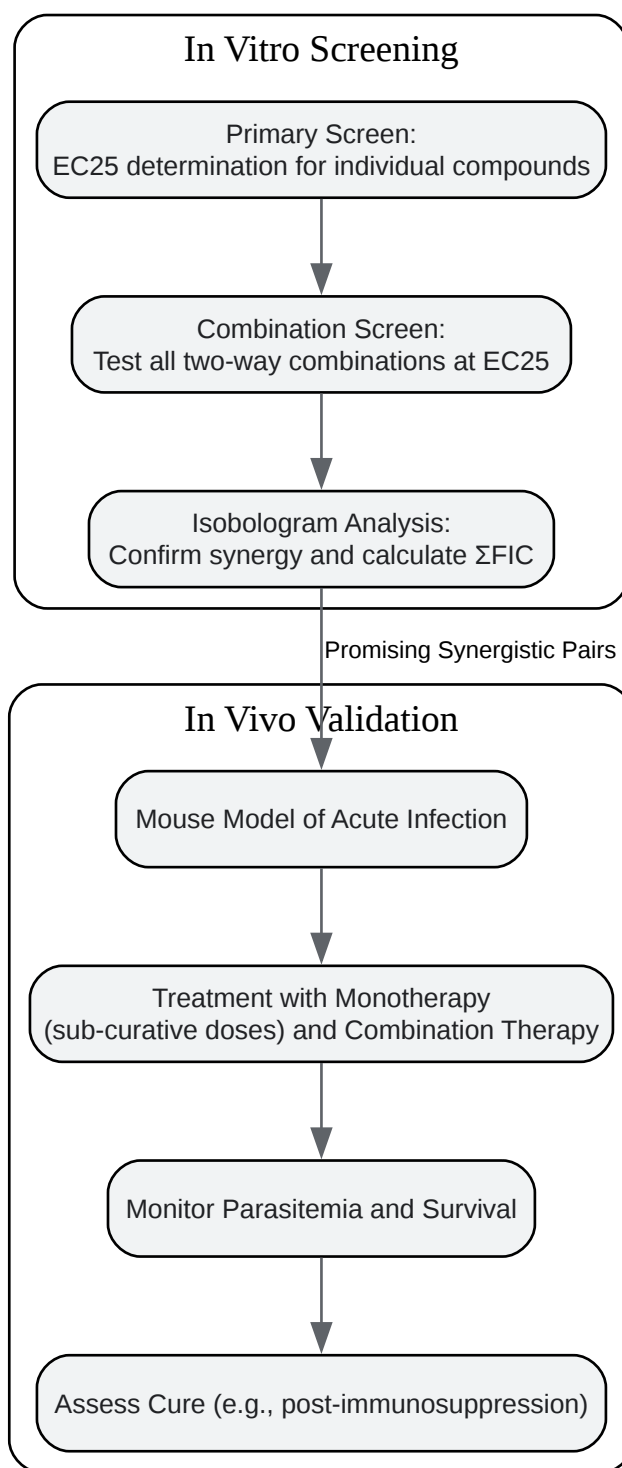 In Vitro Screening
Primary Screen:
EC25 determination for individual compounds
Combination Screen:
Test all two-way combinations at EC25
Isobologram Analysis:
Confirm synergy and calculate ΣFIC
Promising Synergistic Pairs
In Vivo Validation
Mouse Model of Acute Infection
Treatment with Monotherapy
(sub-curative doses) and Combination Therapy
Monitor Parasitemia and Survival
Assess Cure (e.g., post-immunosuppression)